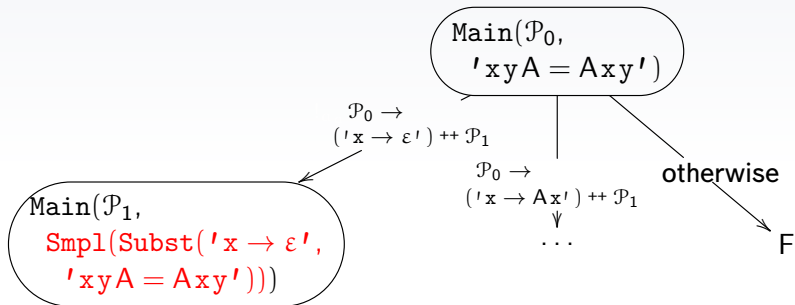 Main(𝒫₀,
'xyA = Axy')
𝒫₀ →
('x → ε') ++ 𝒫₁
𝒫₀ →
('x → Ax') ++ 𝒫₁
otherwise
Main(𝒫₁,
Smpl(Subst('x → ε',
'xyA = Axy')))
...
F